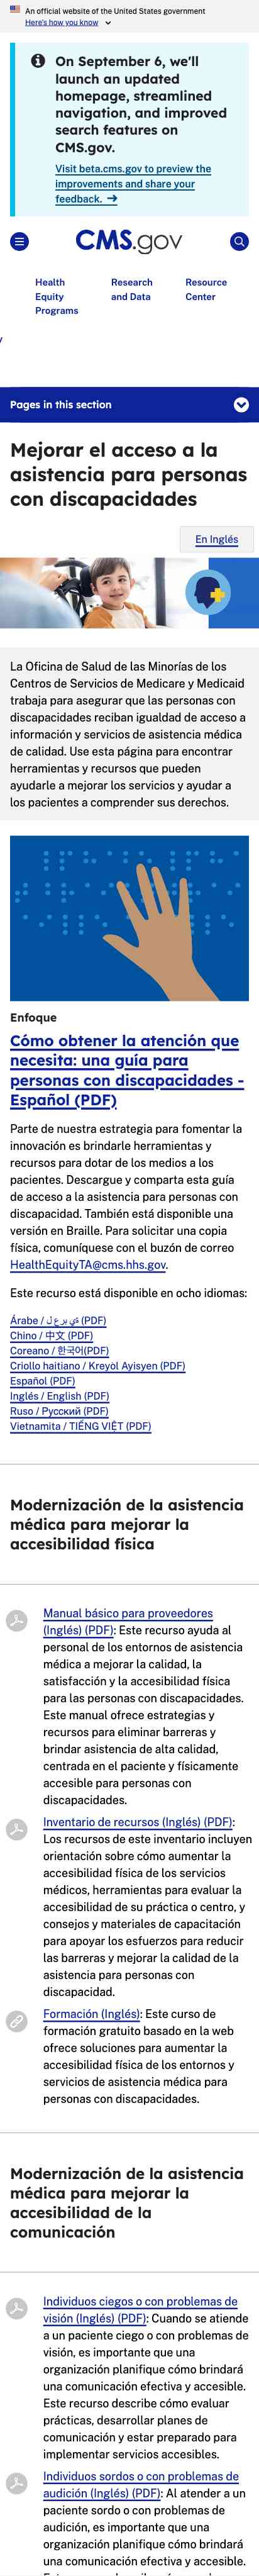 An official website of the United States government
Here's how you know
On September 6, we'll
launch an updated
homepage, streamlined
navigation, and improved
search features on
CMS.gov.
Visit beta.cms.gov to preview the
improvements and share your
feedback. →
CMS.gov
Health
Equity
Programs
Research
and Data
Resource
Center
y
Pages in this section
Mejorar el acceso a la
asistencia para personas
con discapacidades
En Inglés
La Oficina de Salud de las Minorías de los
Centros de Servicios de Medicare y Medicaid
trabaja para asegurar que las personas con
discapacidades reciban igualdad de acceso a
información y servicios de asistencia médica
de calidad. Use esta página para encontrar
herramientas y recursos que pueden
ayudarle a mejorar los servicios y ayudar a
los pacientes a comprender sus derechos.
Enfoque
Cómo obtener la atención que
necesita: una guía para
personas con discapacidades -
Español (PDF)
Parte de nuestra estrategia para fomentar la
innovación es brindarle herramientas y
recursos para dotar de los medios a los
pacientes. Descargue y comparta esta guía
de acceso a la asistencia para personas con
discapacidad. También está disponible una
versión en Braille. Para solicitar una copia
física, comuníquese con el buzón de correo
HealthEquityTA@cms.hhs.gov.
Este recurso está disponible en ocho idiomas:
Árabe / (PDF)
Chino / 中文 (PDF)
Coreano / 한국어(PDF)
Criollo haitiano / Kreyòl Ayisyen (PDF)
Español (PDF)
Inglés / English (PDF)
Ruso / Русский (PDF)
Vietnamita / TIẾNG VIỆT (PDF)
Modernización de la asistencia
médica para mejorar la
accesibilidad física
Manual básico para proveedores
(Inglés) (PDF): Este recurso ayuda al
personal de los entornos de asistencia
médica a mejorar la calidad, la
satisfacción y la accesibilidad física
para las personas con discapacidades.
Este manual ofrece estrategias y
recursos para eliminar barreras y
brindar asistencia de alta calidad,
centrada en el paciente y físicamente
accesible para personas con
discapacidades.
Inventario de recursos (Inglés) (PDF):
Los recursos de este inventario incluyen
orientación sobre cómo aumentar la
accesibilidad física de los servicios
médicos, herramientas para evaluar la
accesibilidad de su práctica o centro, y
consejos y materiales de capacitación
para apoyar los esfuerzos para reducir
las barreras y mejorar la calidad de la
asistencia para personas con
discapacidad.
Formación (Inglés): Este curso de
formación gratuito basado en la web
ofrece soluciones para aumentar la
accesibilidad física de los entornos y
servicios de asistencia médica para
personas con discapacidades.
Modernización de la asistencia
médica para mejorar la
accesibilidad de la
comunicación
Individuos ciegos o con problemas de
visión (Inglés) (PDF): Cuando se atiende
a un paciente ciego o con problemas de
visión, es importante que una
organización planifique cómo brindará
una comunicación efectiva y accesible.
Este recurso describe cómo evaluar
prácticas, desarrollar planes de
comunicación y estar preparado para
implementar servicios accesibles.
Individuos sordos o con problemas de
audición (Inglés) (PDF): Al atender a un
paciente sordo o con problemas de
audición, es importante que una
organización planifique cómo brindará
una comunicación efectiva y accesible.